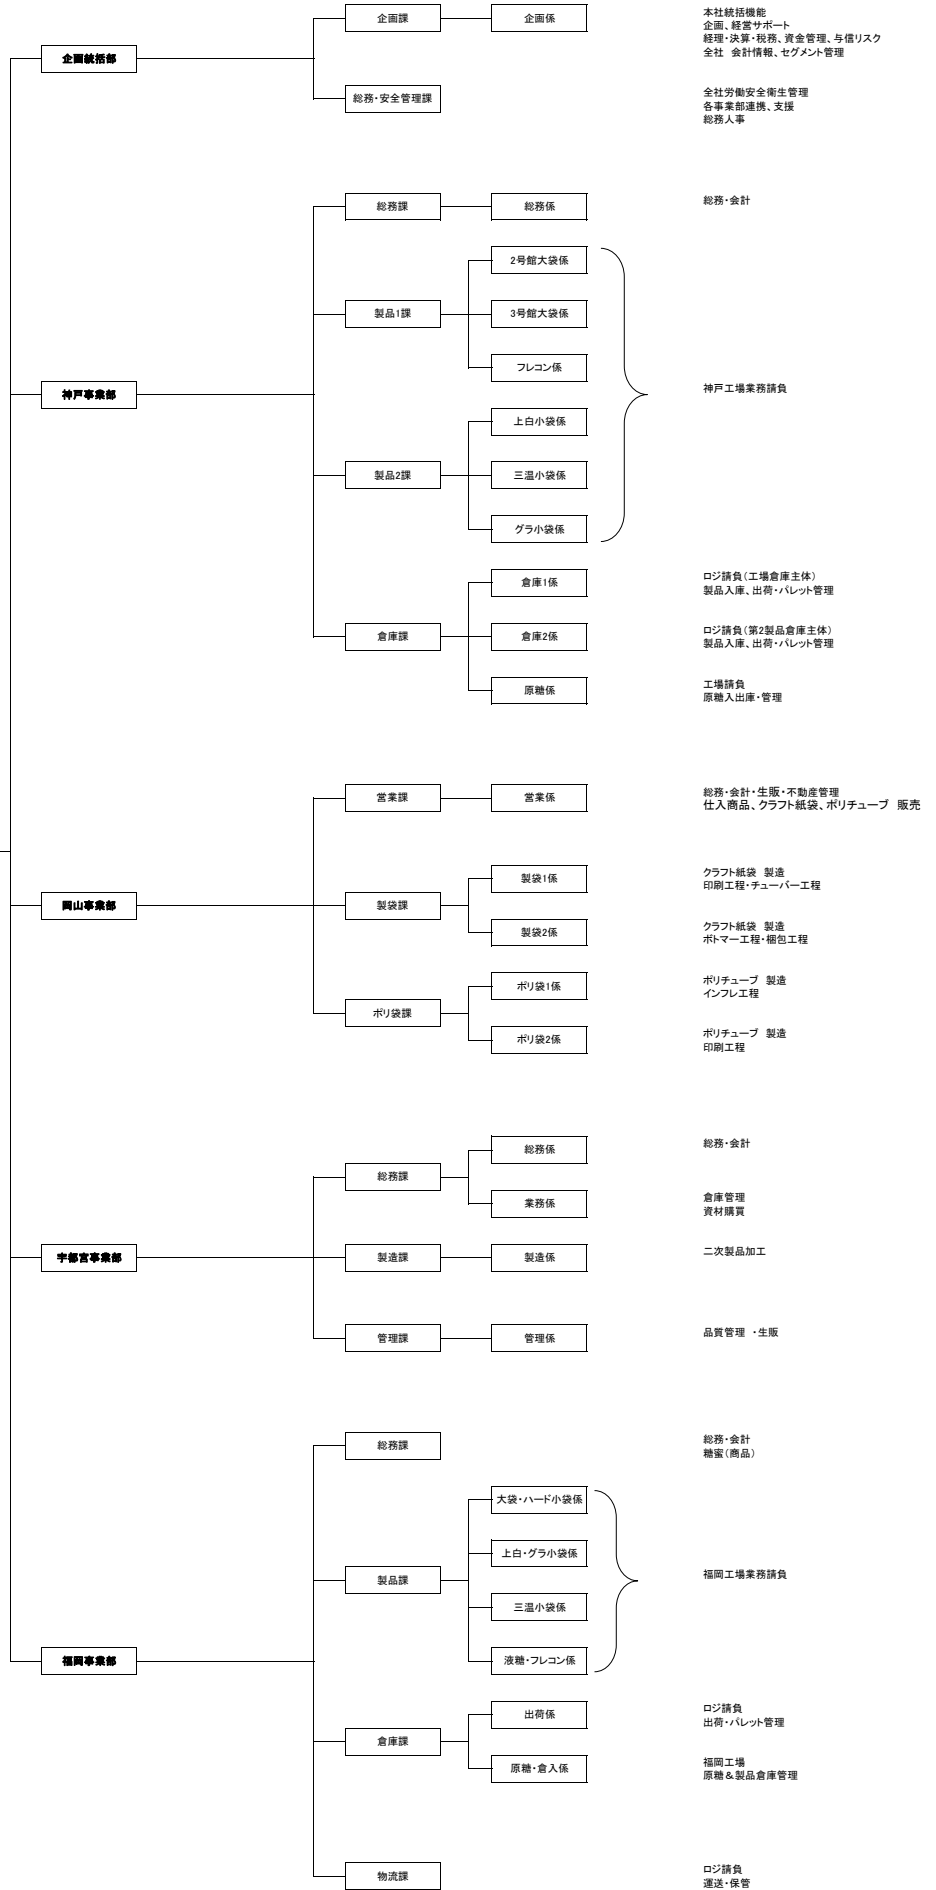 企画統括部
企画課
企画係
本社統括機能
企画、経営サポート
経理・決算・税務、資金管理、与信リスク
全社　会計情報、セグメント管理
総務・安全管理課
全社労働安全衛生管理
各事業部連携、支援
総務人事
神戸事業部
総務課
総務係
総務・会計
製品1課
2号館大袋係
3号館大袋係
フレコン係
製品2課
上白小袋係
三温小袋係
グラ小袋係
神戸工場業務請負
倉庫課
倉庫1係
ロジ請負（工場倉庫主体）
製品入庫、出荷・パレット管理
倉庫2係
ロジ請負（第2製品倉庫主体）
製品入庫、出荷・パレット管理
原糖係
工場請負
原糖入出庫・管理
岡山事業部
営業課
営業係
総務・会計・生販・不動産管理
仕入商品、クラフト紙袋、ポリチューブ　販売
製袋課
製袋1係
クラフト紙袋　製造
印刷工程・チューバー工程
製袋2係
クラフト紙袋　製造
ボトマー工程・梱包工程
ポリ袋課
ポリ袋1係
ポリチューブ　製造
インフレ工程
ポリ袋2係
ポリチューブ　製造
印刷工程
宇都宮事業部
総務課
総務係
総務・会計
業務係
倉庫管理
資材購買
製造課
製造係
二次製品加工
管理課
管理係
品質管理　・生販
福岡事業部
総務課
総務・会計
糖蜜（商品）
製品課
大袋・ハード小袋係
上白・グラ小袋係
三温小袋係
液糖・フレコン係
福岡工場業務請負
倉庫課
出荷係
ロジ請負
出荷・パレット管理
原糖・倉入係
福岡工場
原糖＆製品倉庫管理
物流課
ロジ請負
運送・保管